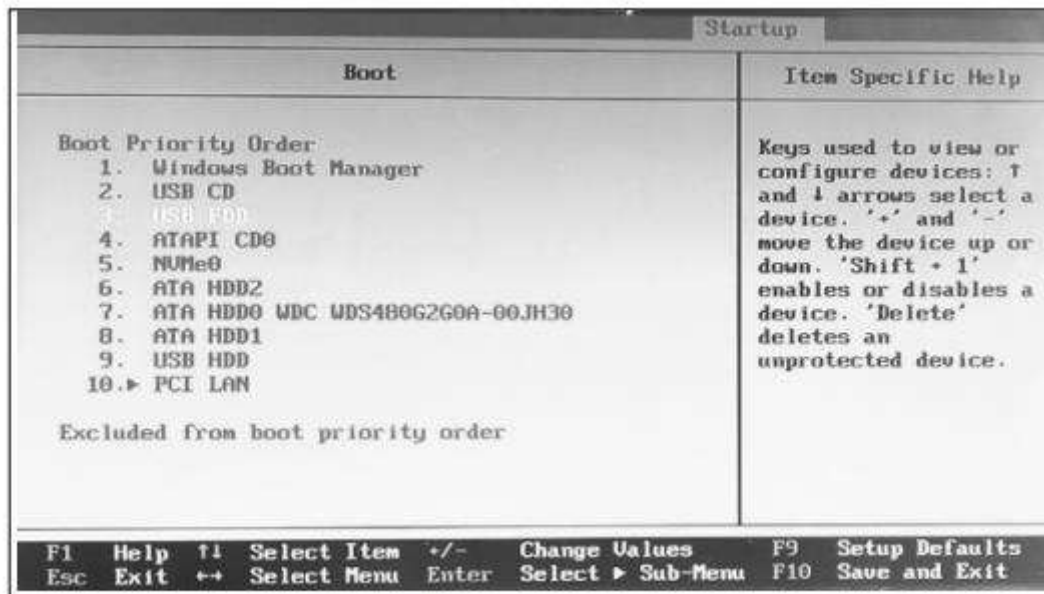 Startup
Boot
Item Specific Help
Boot Priority Order
1. Windows Boot Manager
2. USB CD
3. USB FDD
4. ATAPI CD0
5. NVMe0
6. ATA HDD2
7. ATA HDD0 WDC WDS480G2G0A-00JH30
8. ATA HDD1
9. USB HDD
10.▶ PCI LAN
Excluded from boot priority order
Keys used to view or
configure devices: ↑
and ↓ arrows select a
device. '+' and '-'
move the device up or
down. 'Shift + 1'
enables or disables a
device. 'Delete'
deletes an
unprotected device.
F1 Help ↑↓ Select Item +/- Change Values F9 Setup Defaults
Esc Exit ←→ Select Menu Enter Select ▶ Sub-Menu F10 Save and Exit